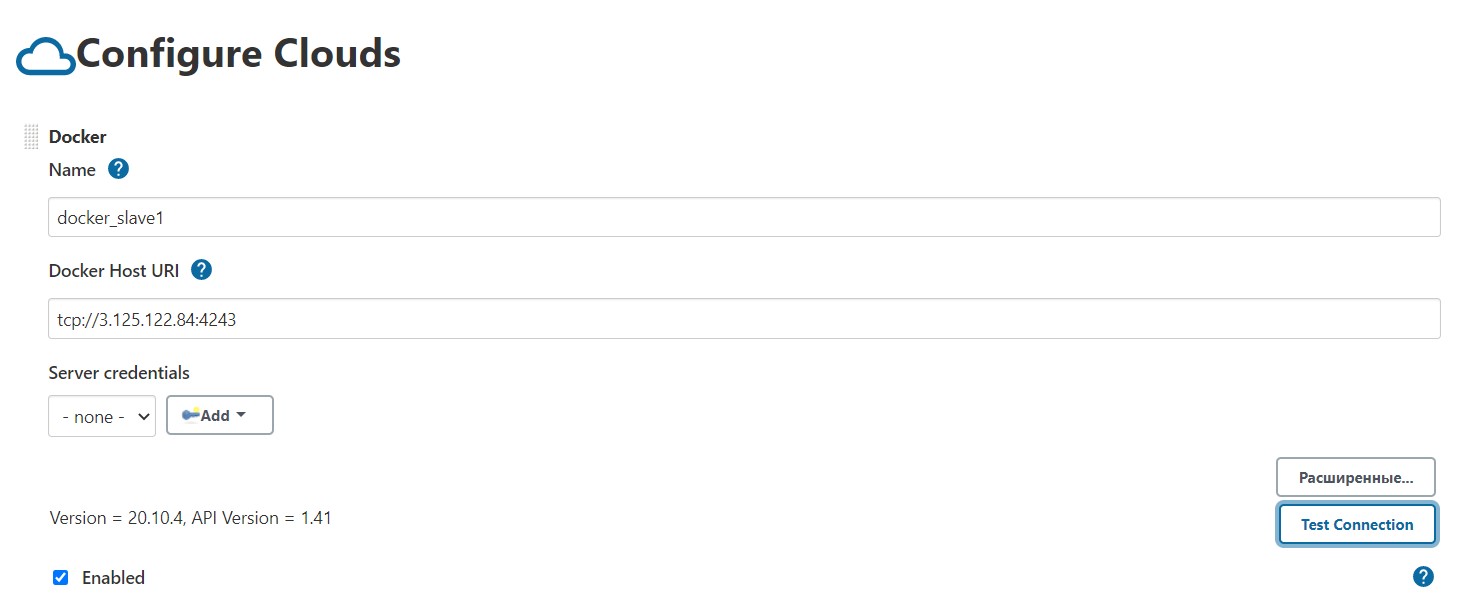 Configure Clouds
Docker
Name ?
docker_slave1
Docker Host URI ?
tcp://3.125.122.84:4243
Server credentials
- none - Add
Расширенные...
Version = 20.10.4, API Version = 1.41
Test Connection
Enabled ?